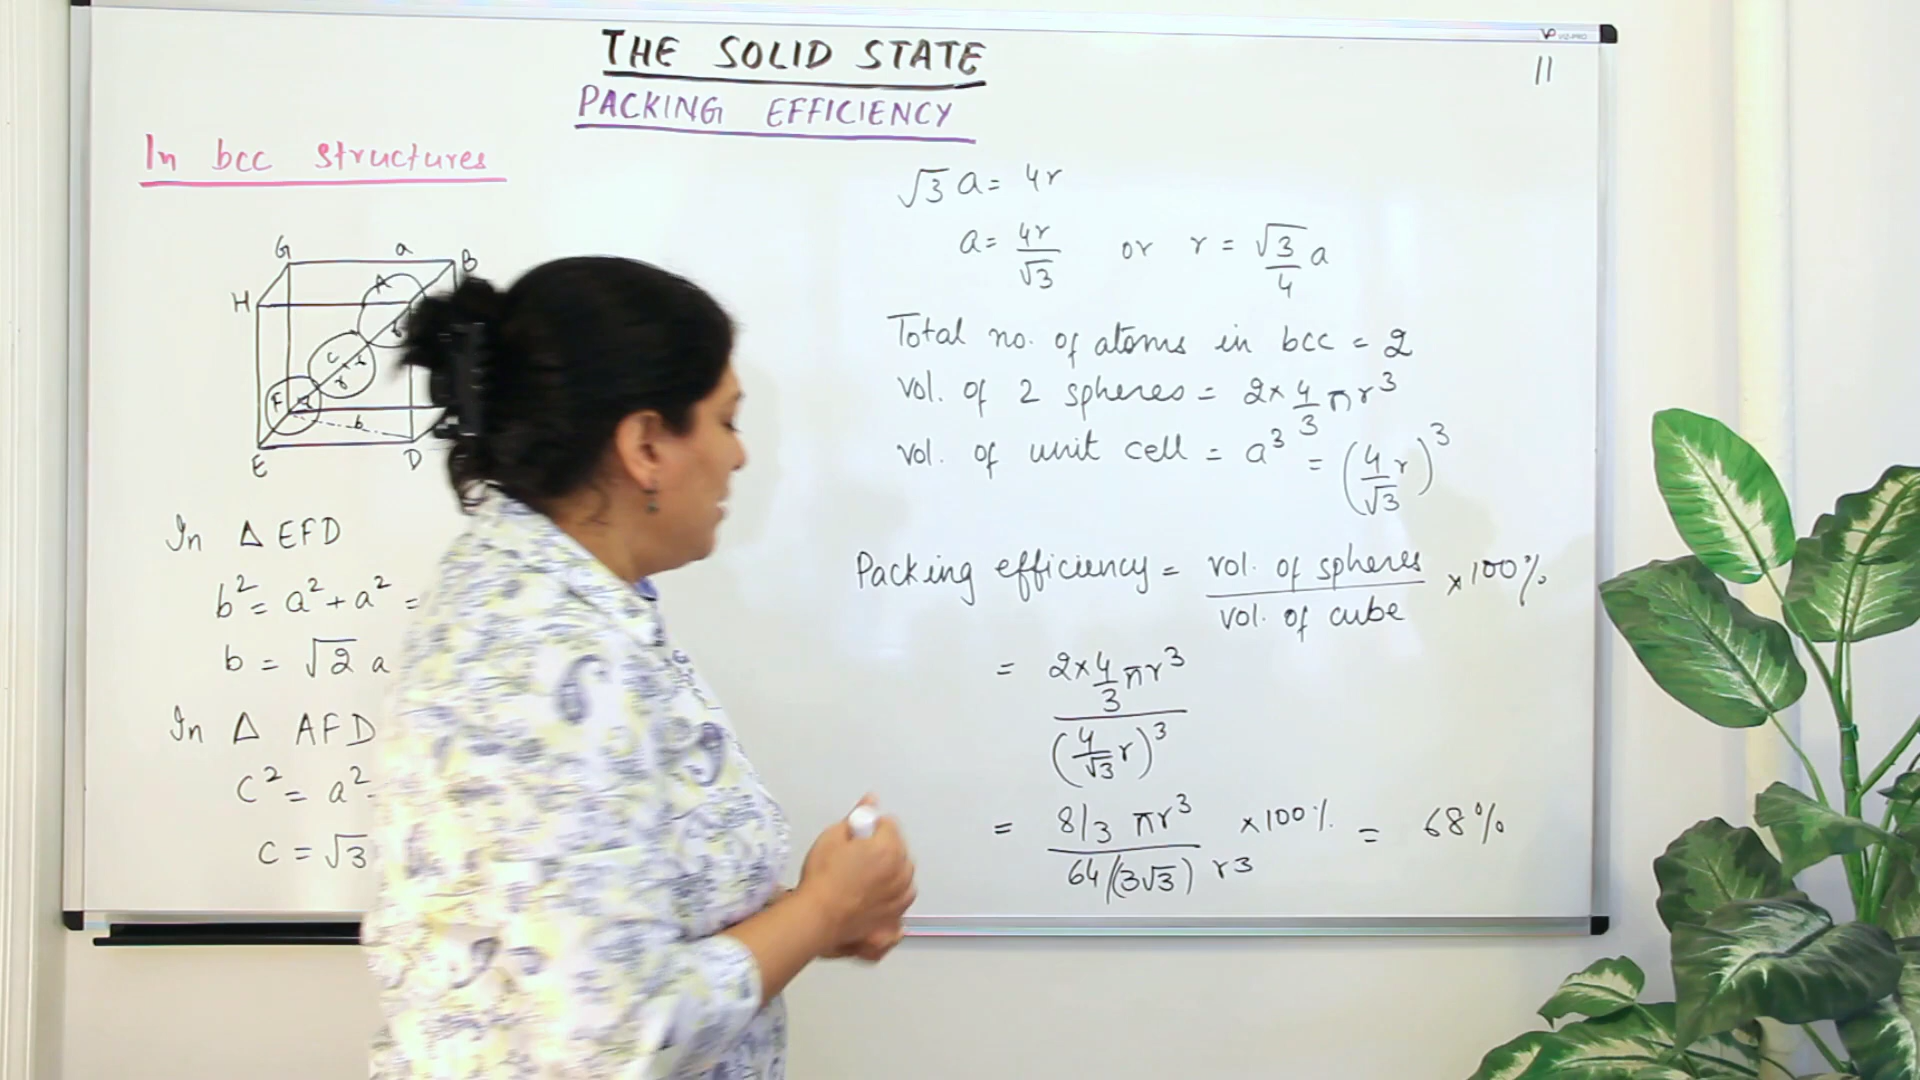 VP VIZ-PRO
THE SOLID STATE
11
PACKING EFFICIENCY
In bcc structures
G a B
A
H
C
r r
F
b
E D
In Δ EFD
b² = a² + a² =
b = √2 a
In Δ AFD
c² = a²
c = √3
√3 a = 4r
a = 4r/√3 or r = √3/4 a
Total no. of atoms in bcc = 2
vol. of 2 spheres = 2 × 4/3 πr³
vol. of unit cell = a³ = (4/√3 r)³
Packing efficiency = vol. of spheres / vol. of cube × 100%
= 2 × 4/3 πr³ / (4/√3 r)³
= 8/3 πr³ / 64/(3√3) r3 × 100% = 68%